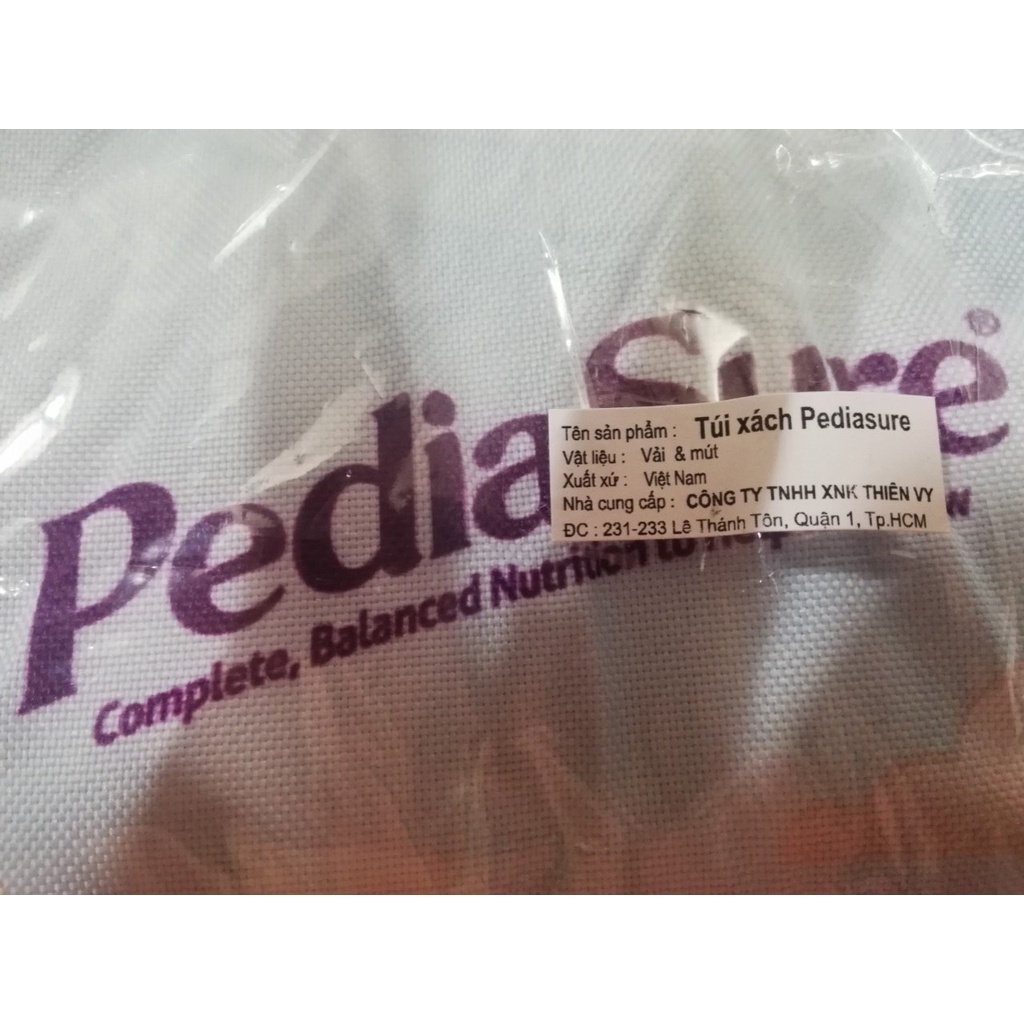 PediaSure®
Complete, Balanced Nutrition
Tên sản phẩm : Túi xách Pediasure
Vật liệu : Vải & mút
Xuất xứ : Việt Nam
Nhà cung cấp : CÔNG TY TNHH XNK THIÊN VY
ĐC : 231-233 Lê Thánh Tôn, Quận 1, Tp.HCM